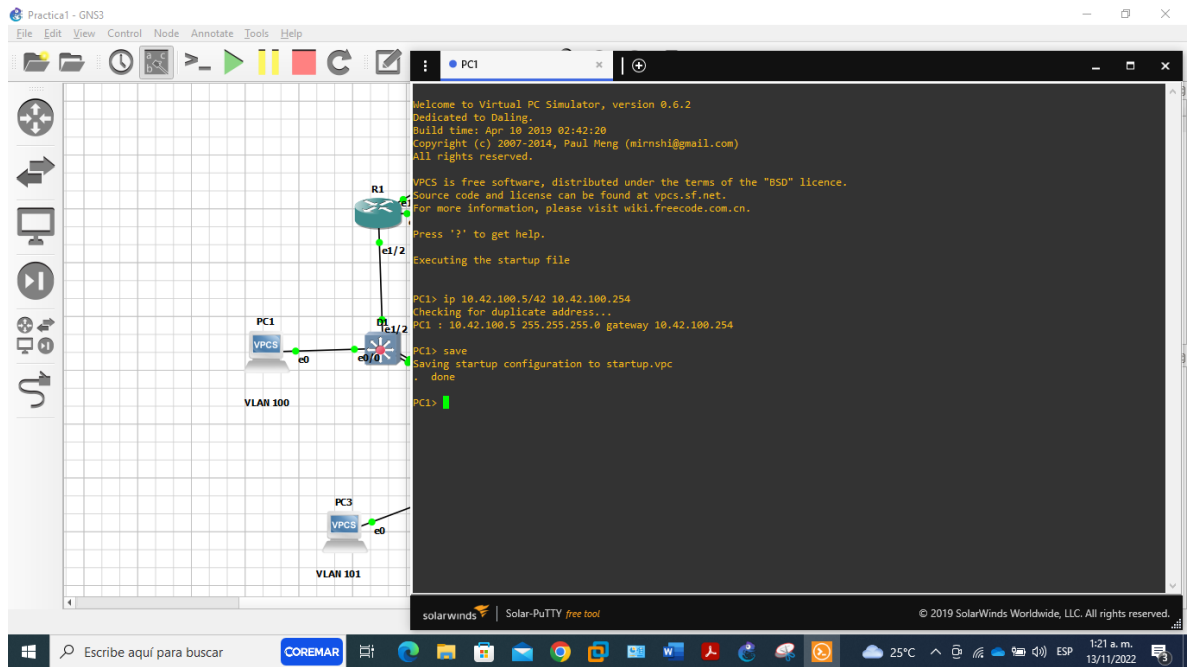 Practica1 - GNS3
File Edit View Control Node Annotate Tools Help
PC1
Welcome to Virtual PC Simulator, version 0.6.2
Dedicated to Daling.
Build time: Apr 10 2019 02:42:20
Copyright (c) 2007-2014, Paul Meng (mirnshi@gmail.com)
All rights reserved.
VPCS is free software, distributed under the terms of the "BSD" licence.
Source code and license can be found at vpcs.sf.net.
For more information, please visit wiki.freecode.com.cn.
Press '?' to get help.
Executing the startup file
PC1> ip 10.42.100.5/42 10.42.100.254
Checking for duplicate address...
PC1 : 10.42.100.5 255.255.255.0 gateway 10.42.100.254
PC1> save
Saving startup configuration to startup.vpc
. done
PC1>
R1
e1/2
PC1
D1
e1/2
VPCS
e0
e0/0
VLAN 100
PC3
VPCS
e0
VLAN 101
solarwinds Solar-PuTTY free tool
© 2019 SolarWinds Worldwide, LLC. All rights reserved.
Escribe aquí para buscar
COREMAR
25°C
ESP
1:21 a. m.
13/11/2022
3